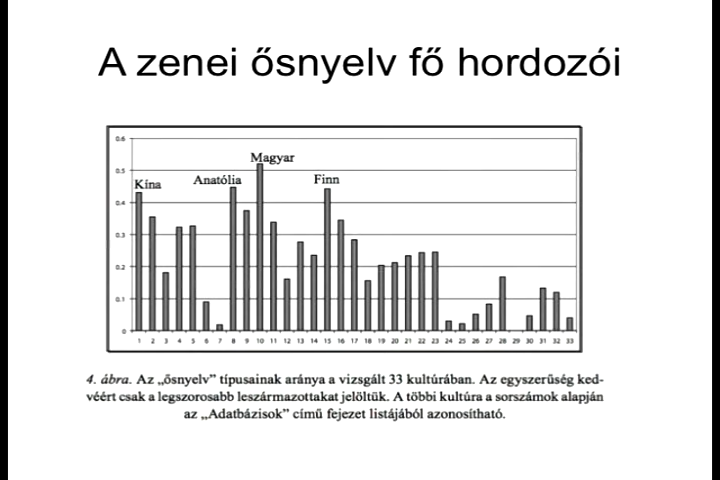 A zenei ősnyelv fő hordozói
0.6
0.5
0.4
0.3
0.2
0.1
0
Kína
Anatólia
Magyar
Finn
1 2 3 4 5 6 7 8 9 10 11 12 13 14 15 16 17 18 19 20 21 22 23 24 25 26 27 28 29 30 31 32 33
4. ábra. Az „ősnyelv” típusainak aránya a vizsgált 33 kultúrában. Az egyszerűség ked-
véért csak a legszorosabb leszármazottakat jelöltük. A többi kultúra a sorszámok alapján
az „Adatbázisok” című fejezet listájából azonosítható.